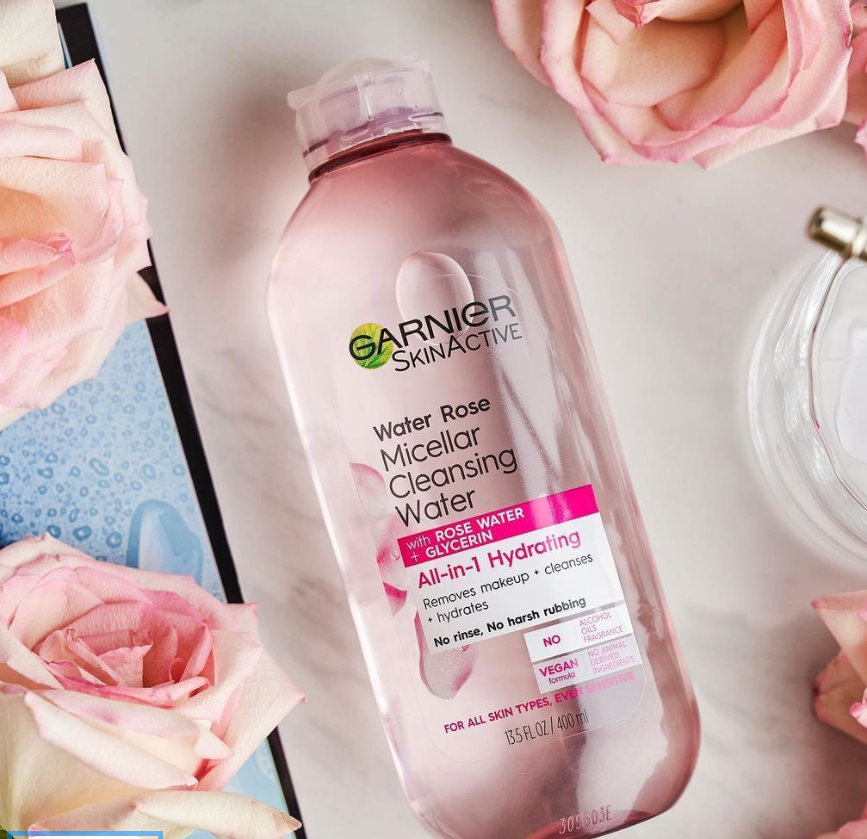 GARNIER
SKINACTIVE
Water Rose
Micellar
Cleansing
Water
with ROSE WATER
+ GLYCERIN
All-in-1 Hydrating
Removes makeup + cleanses
+ hydrates
No rinse, No harsh rubbing
NO
ALCOHOL
OILS
FRAGRANCE
VEGAN
formula
NO ANIMAL
DERIVED
INGREDIENTS
FOR ALL SKIN TYPES, EVEN SENSITIVE
13.5 FL OZ / 400 ml